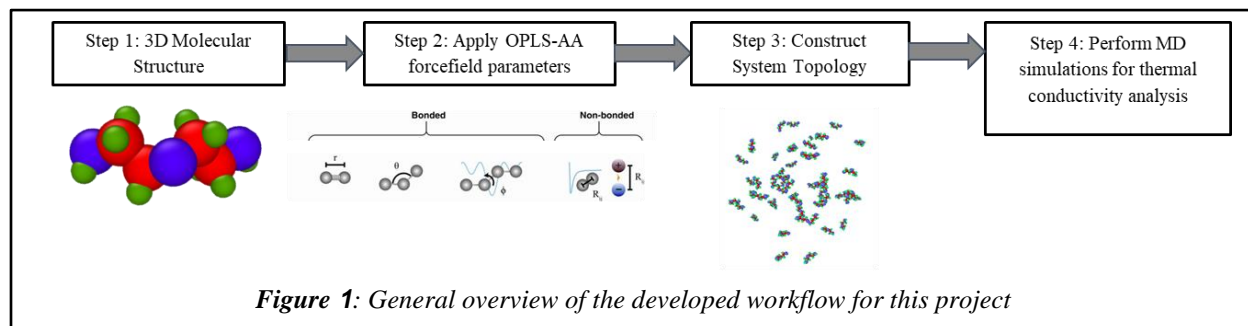 Step 1: 3D Molecular
Structure
Step 2: Apply OPLS-AA
forcefield parameters
Step 3: Construct
System Topology
Step 4: Perform MD
simulations for thermal
conductivity analysis
Bonded
Non-bonded
r
θ
ϕ
R
+
−
R
Figure 1: General overview of the developed workflow for this project